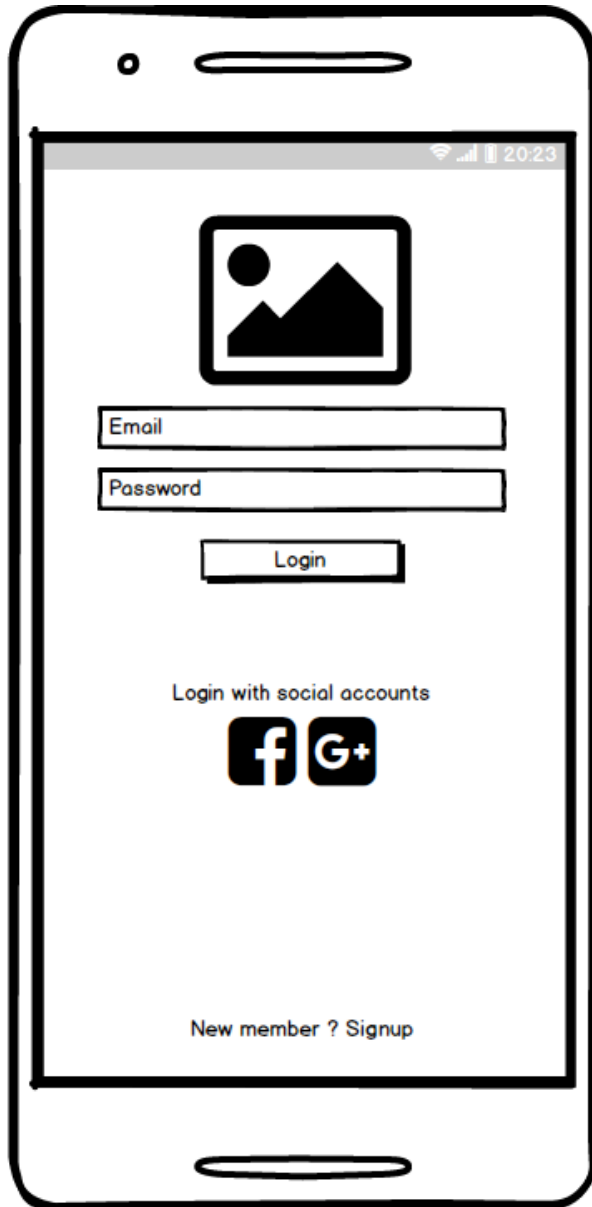 20:23
Email
Password
Login
Login with social accounts
f G+
New member ? Signup